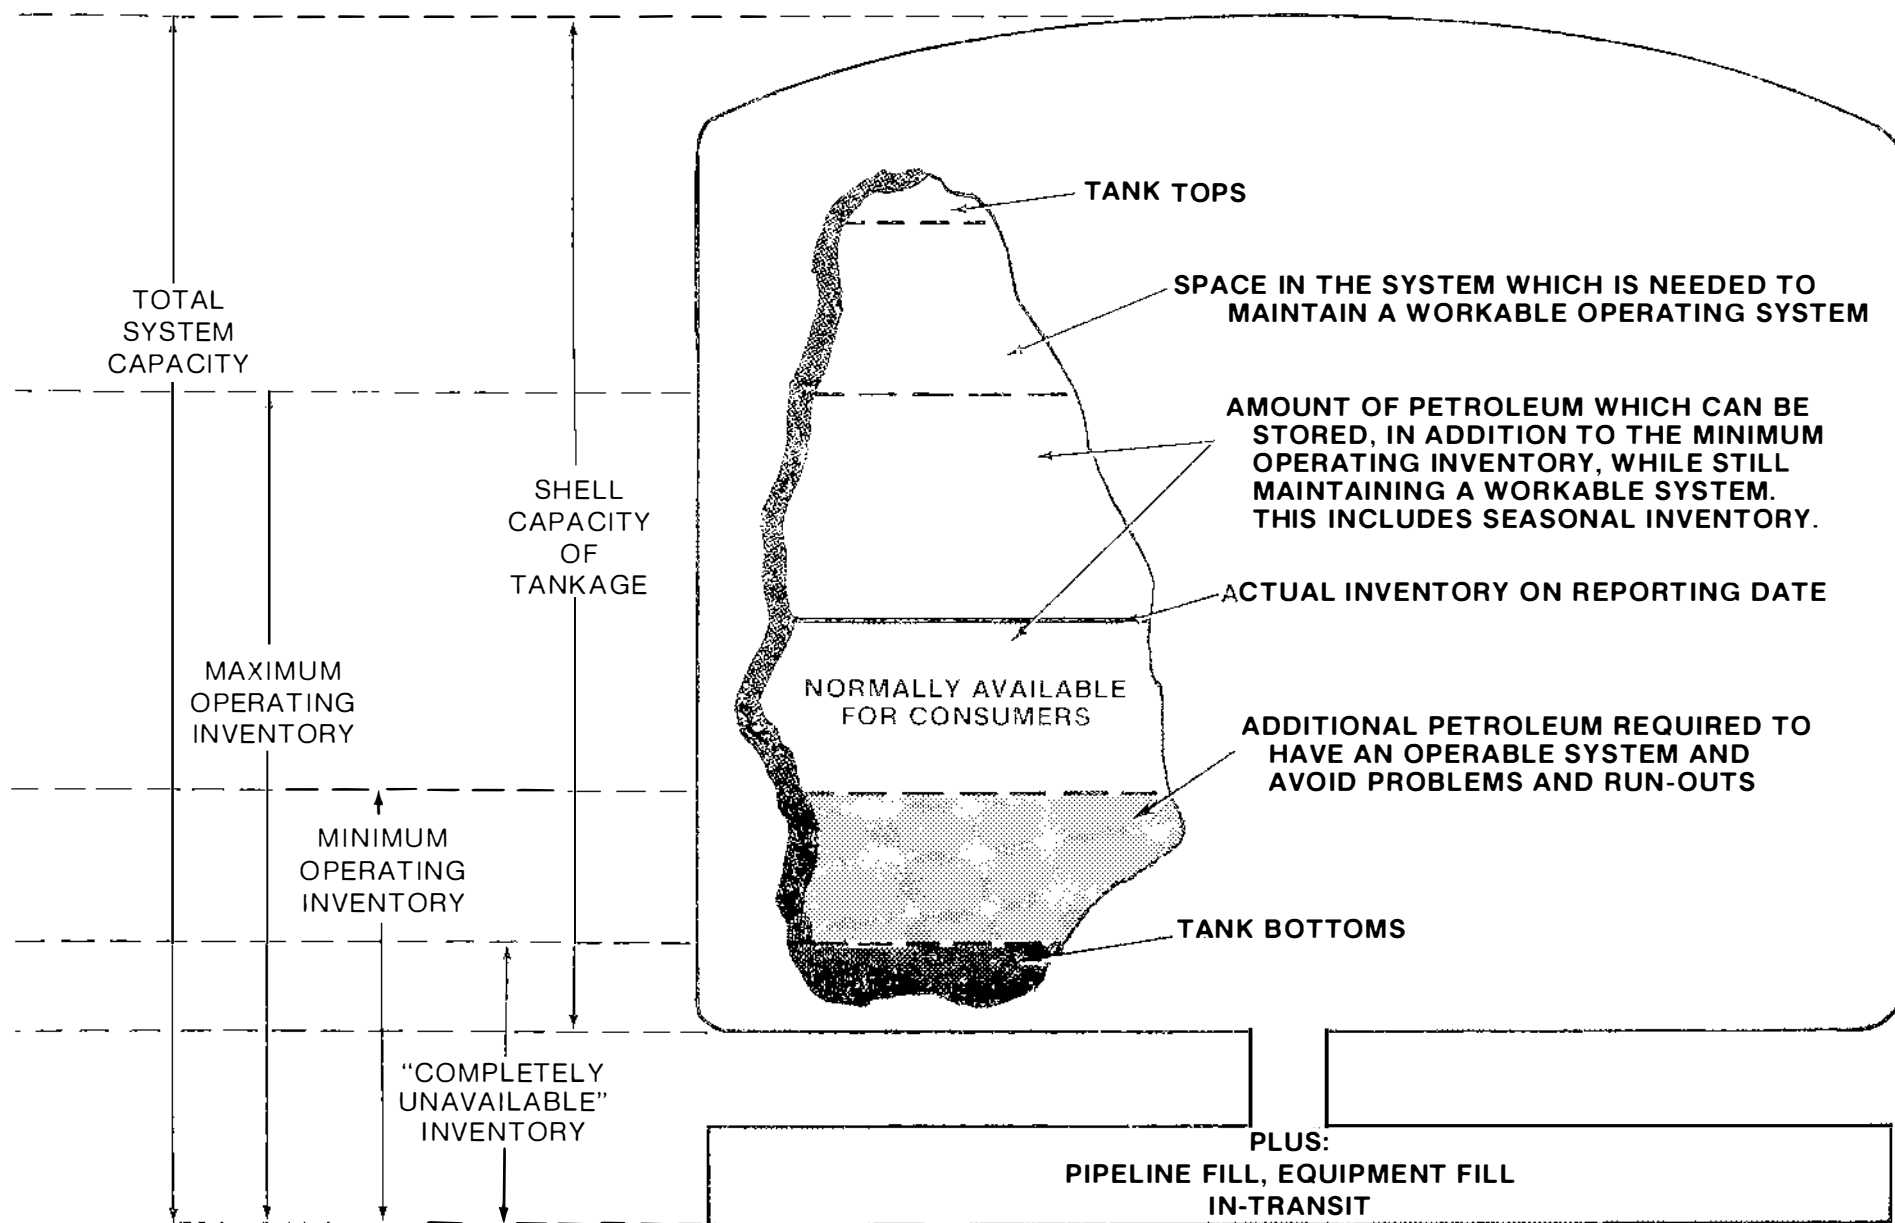 TANK TOPS
SPACE IN THE SYSTEM WHICH IS NEEDED TO
MAINTAIN A WORKABLE OPERATING SYSTEM
TOTAL
SYSTEM
CAPACITY
AMOUNT OF PETROLEUM WHICH CAN BE
STORED, IN ADDITION TO THE MINIMUM
OPERATING INVENTORY, WHILE STILL
MAINTAINING A WORKABLE SYSTEM.
THIS INCLUDES SEASONAL INVENTORY.
SHELL
CAPACITY
OF
TANKAGE
ACTUAL INVENTORY ON REPORTING DATE
MAXIMUM
OPERATING
INVENTORY
NORMALLY AVAILABLE
FOR CONSUMERS
ADDITIONAL PETROLEUM REQUIRED TO
HAVE AN OPERABLE SYSTEM AND
AVOID PROBLEMS AND RUN-OUTS
MINIMUM
OPERATING
INVENTORY
TANK BOTTOMS
"COMPLETELY
UNAVAILABLE"
INVENTORY
PLUS:
PIPELINE FILL, EQUIPMENT FILL
IN-TRANSIT